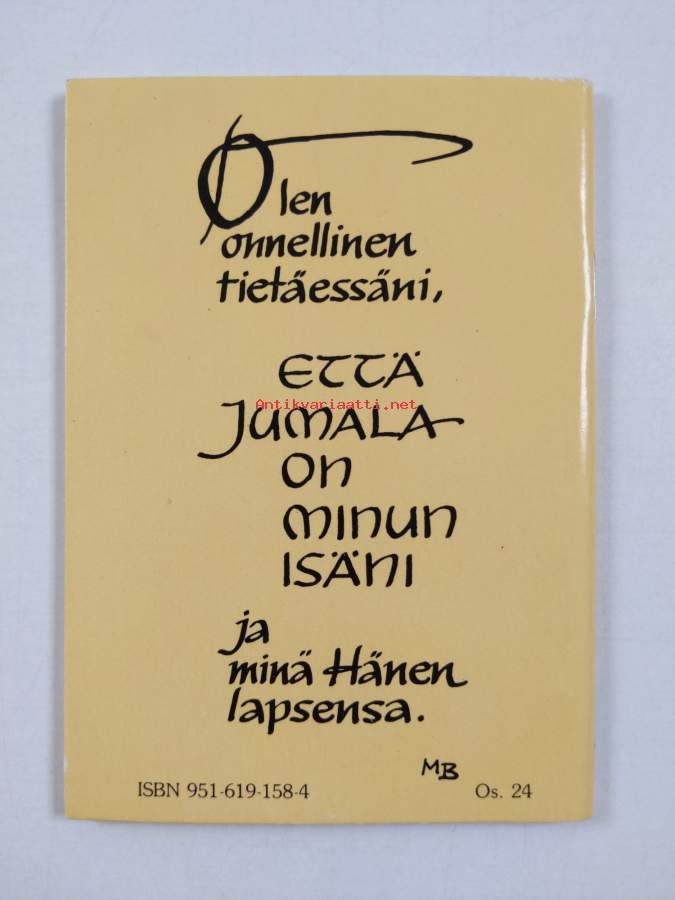 Olen
onnellinen
tietäessäni,
ETTÄ
Antikvariaatti.net
JUMALA
ON
MINUN
ISÄNI
ja
minä Hänen
lapsensa.
MB
ISBN 951-619-158-4 Os. 24